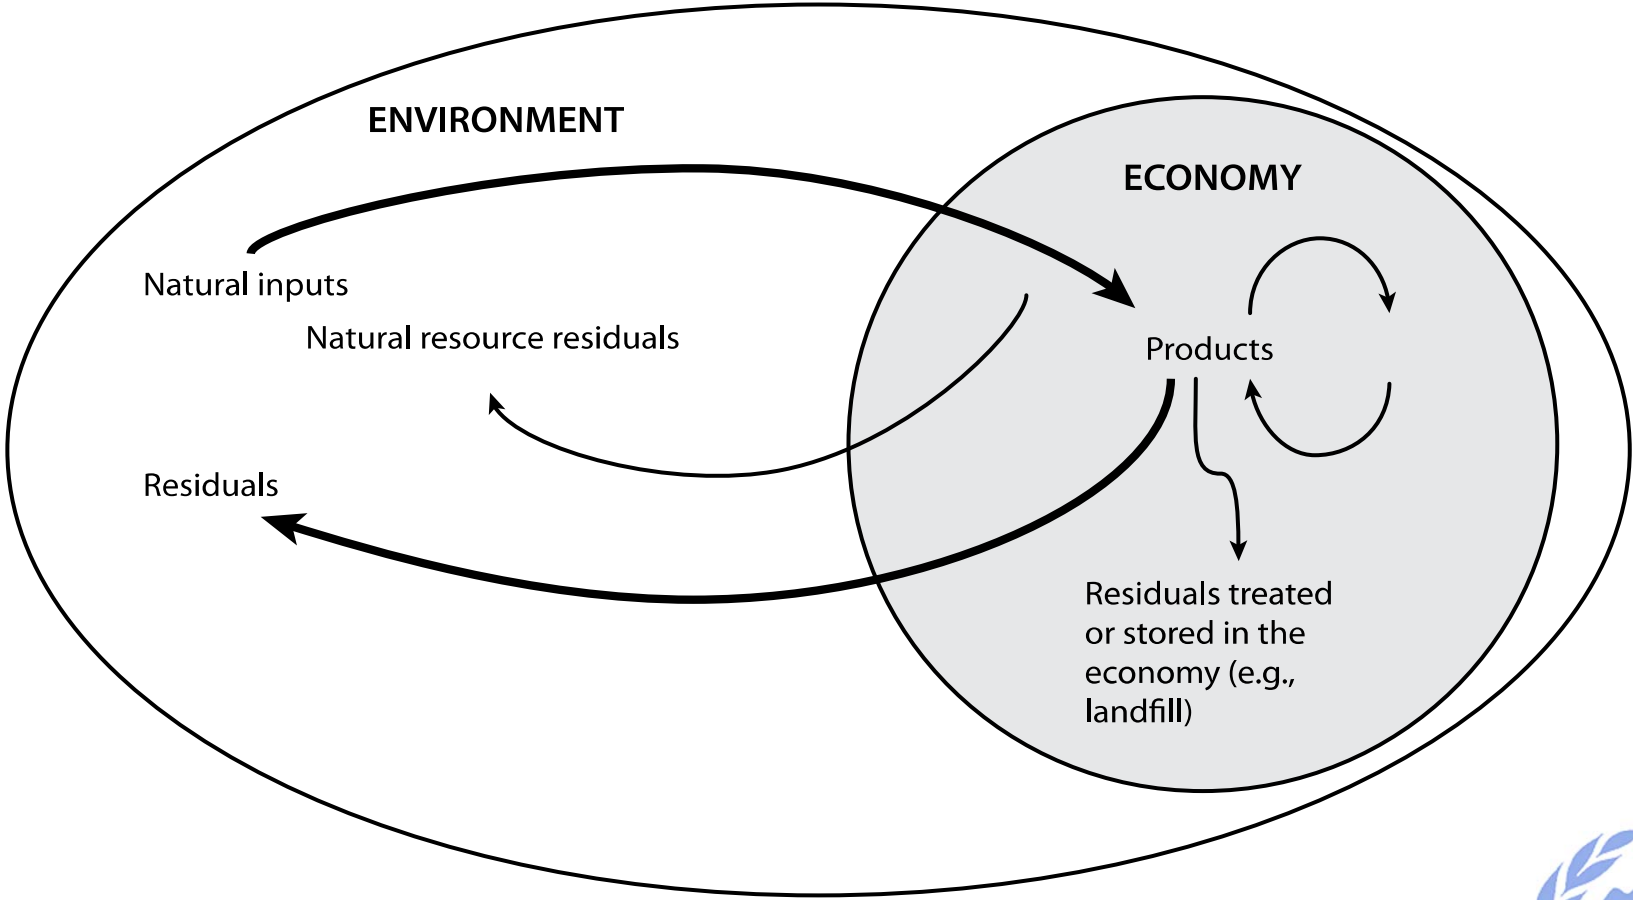 ENVIRONMENT
ECONOMY
Natural inputs
Natural resource residuals
Products
Residuals
Residuals treated
or stored in the
economy (e.g.,
landfill)